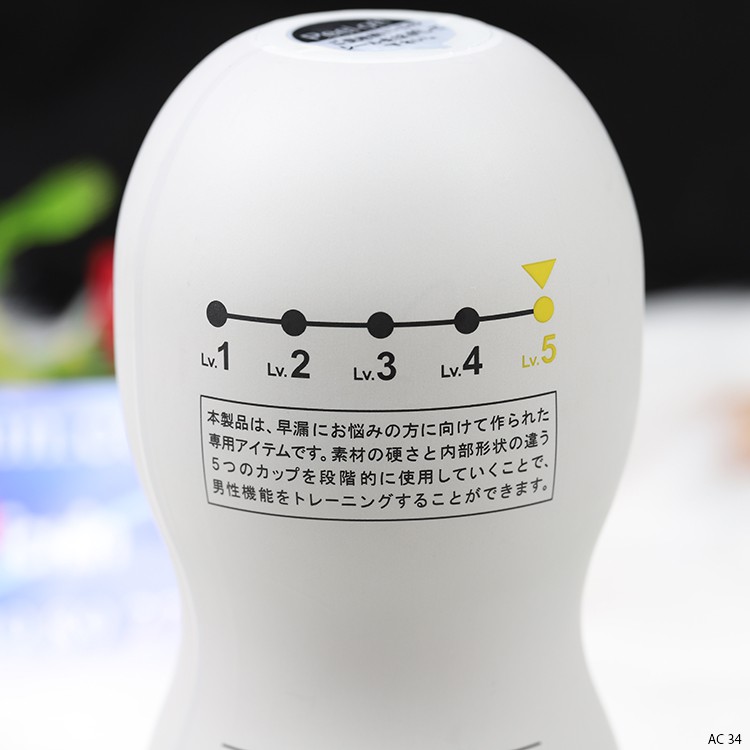 Peel off
Lv.1 Lv.2 Lv.3 Lv.4 Lv.5
本製品は、早漏にお悩みの方に向けて作られた
専用アイテムです。素材の硬さと内部形状の違う
5つのカップを段階的に使用していくことで、
男性機能をトレーニングすることができます。
AC 34